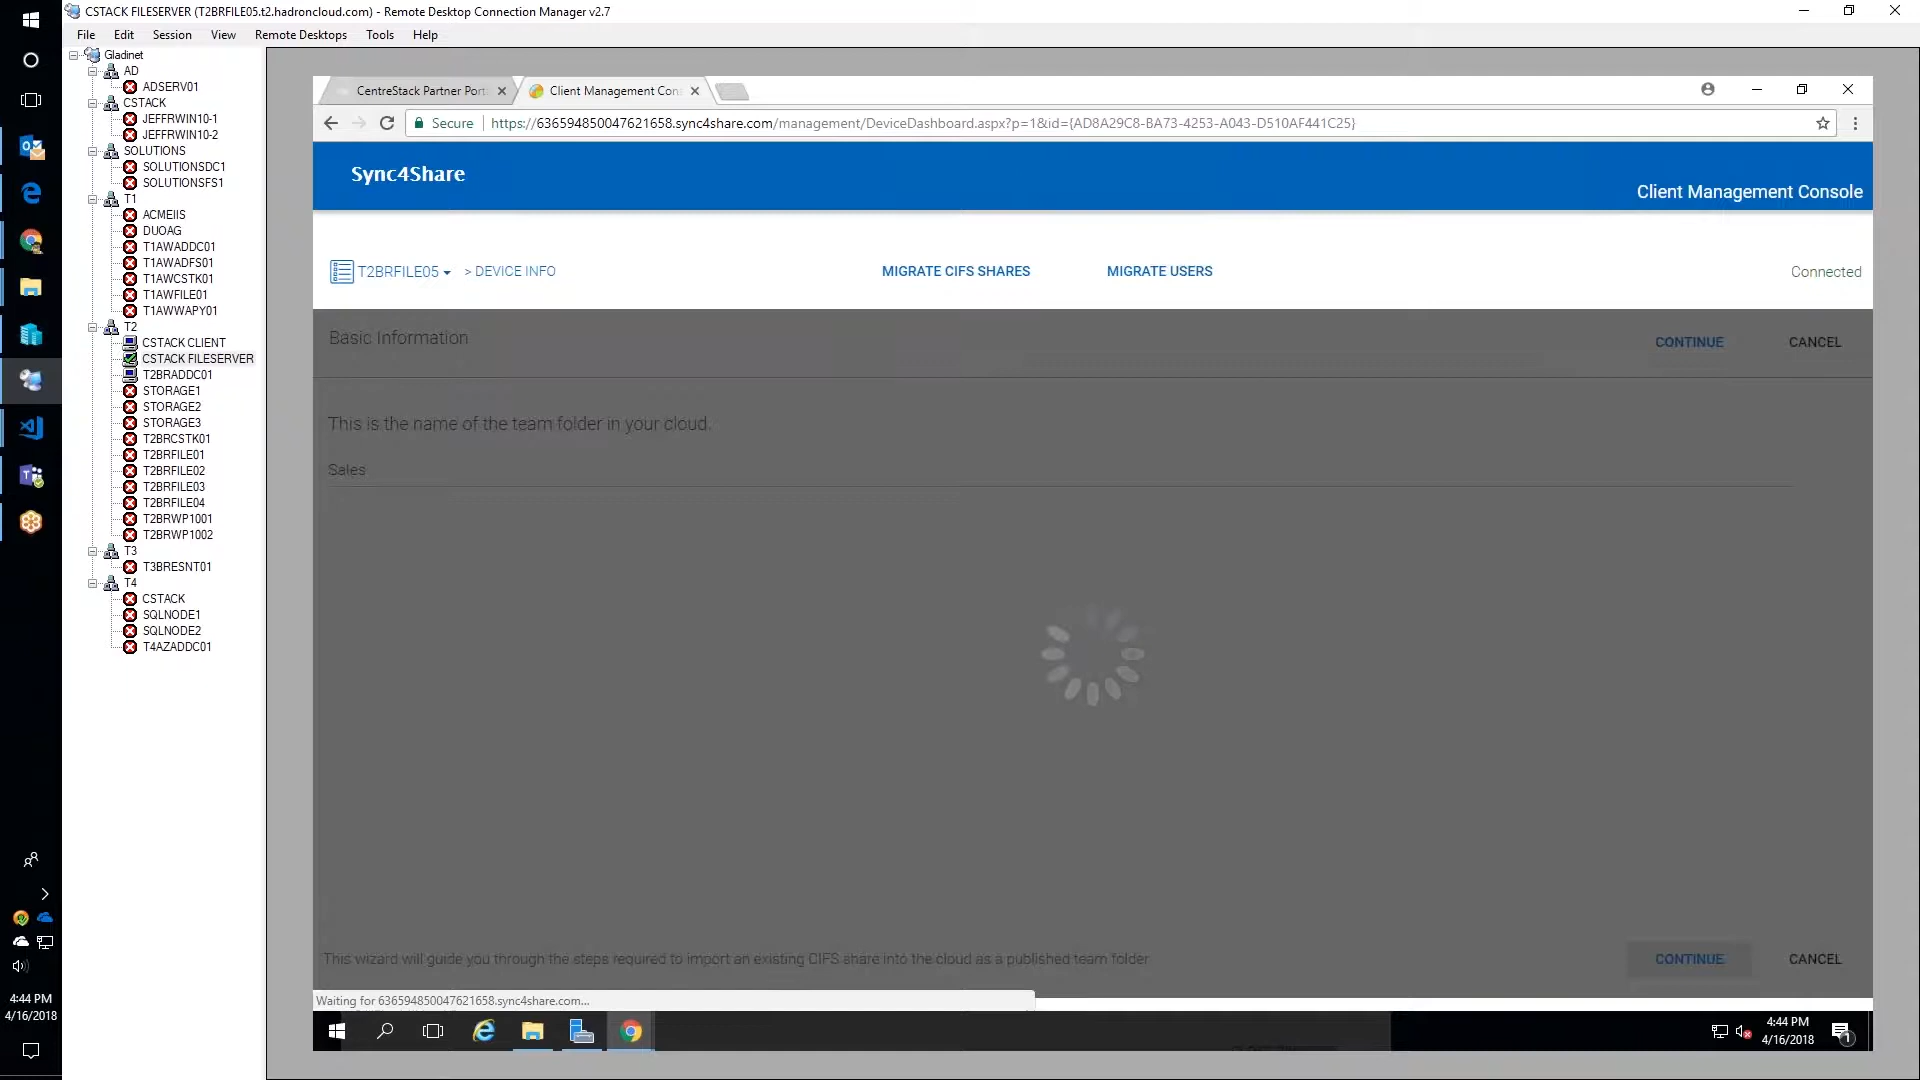 CSTACK FILESERVER (T2BRFILE05.t2.hadroncloud.com) - Remote Desktop Connection Manager v2.7
File Edit Session View Remote Desktops Tools Help
Gladinet
AD
ADSERV01
CSTACK
JEFFRWIN10-1
JEFFRWIN10-2
SOLUTIONS
SOLUTIONSDC1
SOLUTIONSFS1
T1
ACMEIIS
DUOAG
T1AWADDC01
T1AWADFS01
T1AWCSTK01
T1AWFILE01
T1AWWAPY01
T2
CSTACK CLIENT
CSTACK FILESERVER
T2BRADDC01
STORAGE1
STORAGE2
STORAGE3
T2BRCSTK01
T2BRFILE01
T2BRFILE02
T2BRFILE03
T2BRFILE04
T2BRWP1001
T2BRWP1002
T3
T3BRESNT01
T4
CSTACK
SQLNODE1
SQLNODE2
T4AZADDC01
4:44 PM
4/16/2018
CentreStack Partner Port
Client Management Con
Secure https://636594850047621658.sync4share.com/management/DeviceDashboard.aspx?p=1&id={AD8A29C8-BA73-4253-A043-D510AF441C25}
Sync4Share
Client Management Console
T2BRFILE05 > DEVICE INFO MIGRATE CIFS SHARES MIGRATE USERS Connected
Basic Information CONTINUE CANCEL
This is the name of the team folder in your cloud.
Sales
This wizard will guide you through the steps required to import an existing CIFS share into the cloud as a published team folder CONTINUE CANCEL
Waiting for 636594850047621658.sync4share.com...
4:44 PM
4/16/2018
1